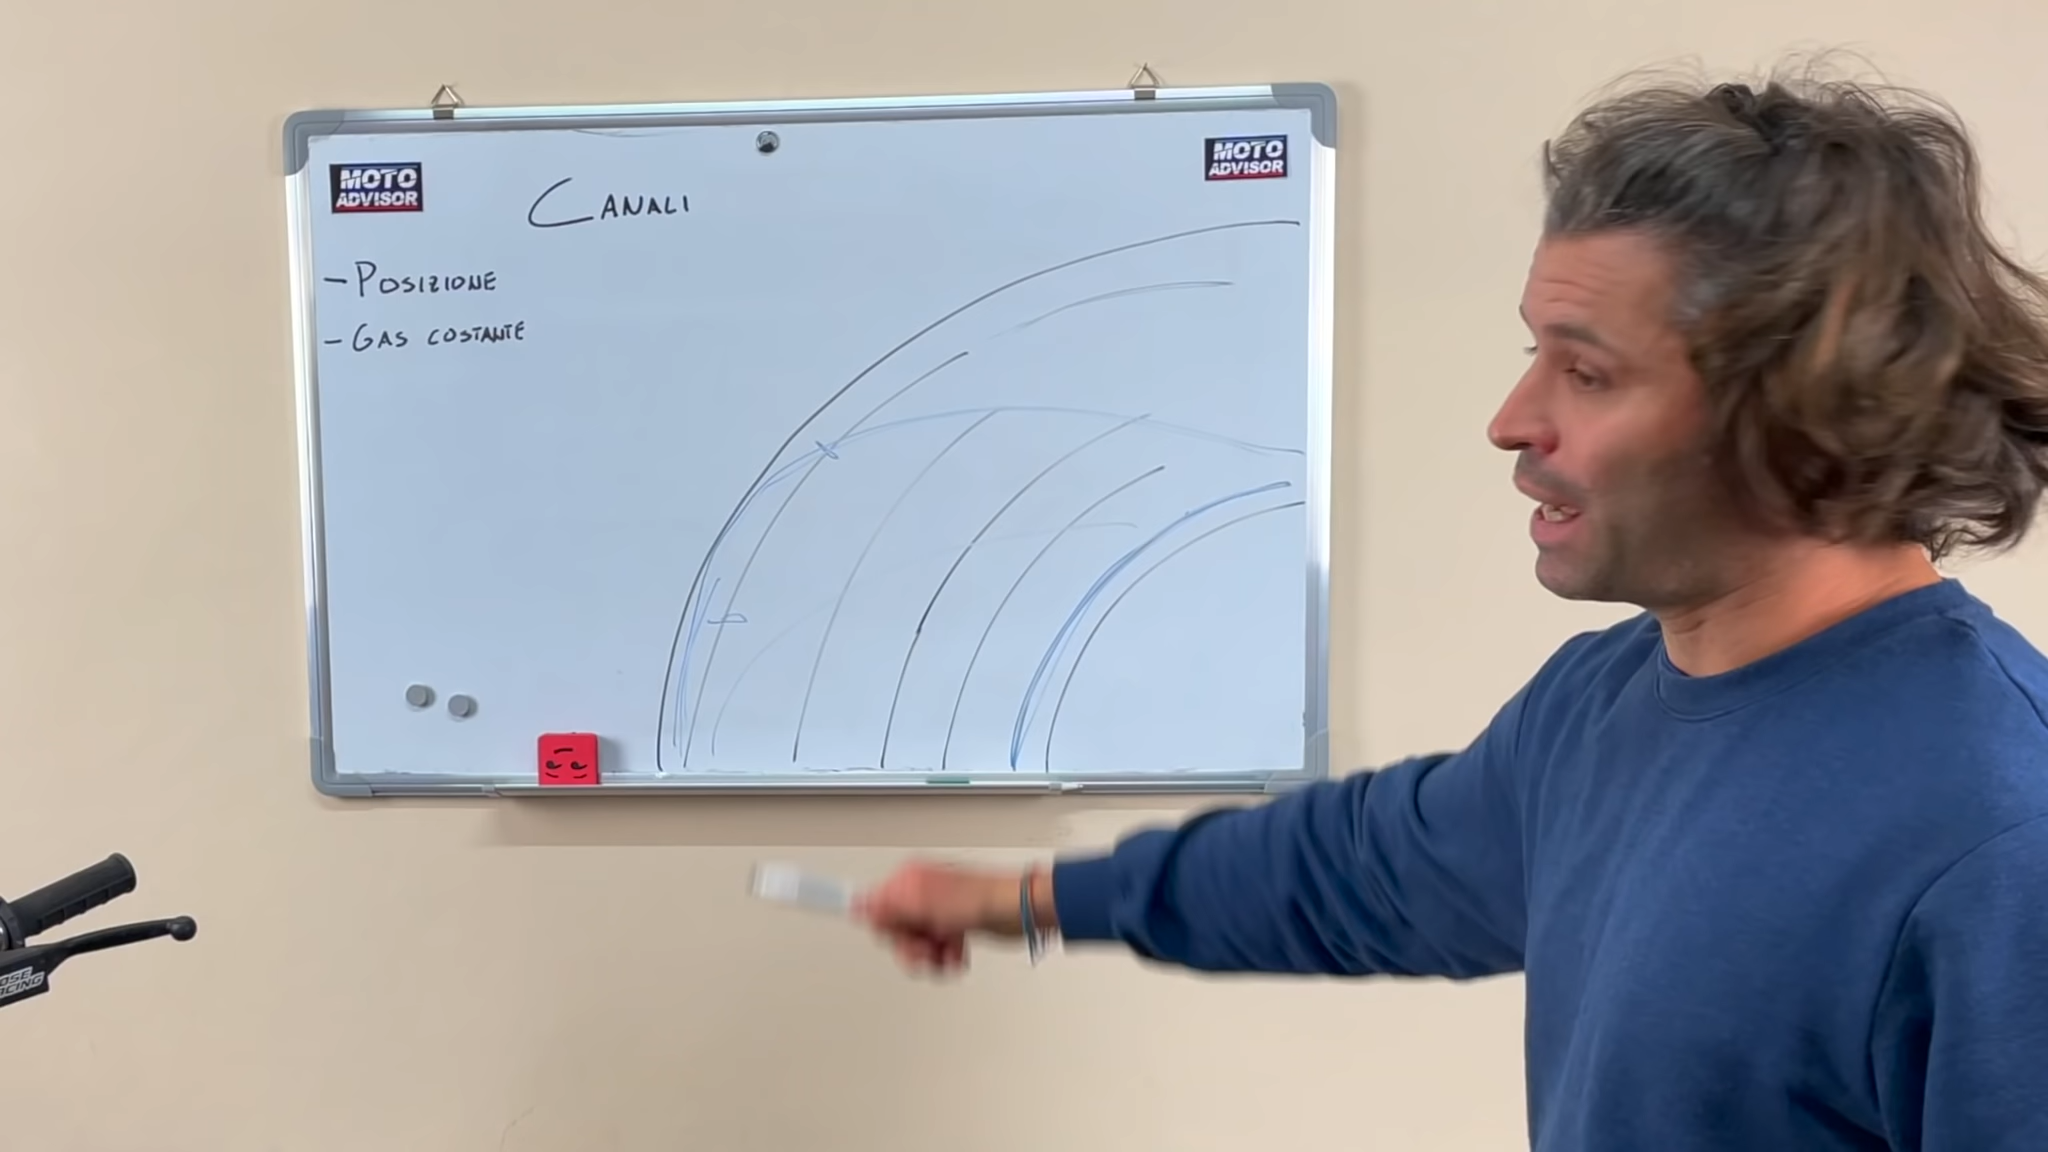 MOTO
ADVISOR
MOTO
ADVISOR
CANALI
- POSIZIONE
- GAS COSTANTE